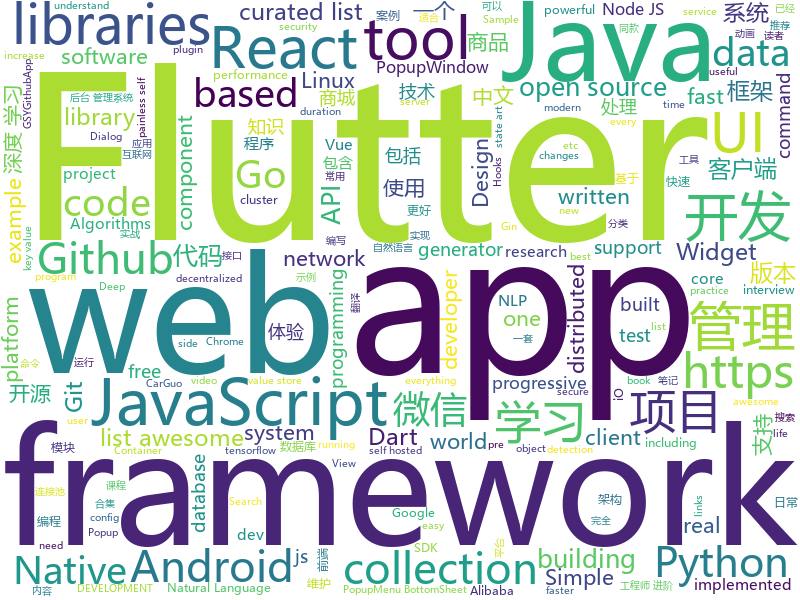 libraries
curated list
一个
Node JS
系统
powerful
可以
Sample
service
案例
适合
已经
推荐
understand
security
plugin
动画
读者
同款
increase
software
React
tool
商品
Java
data
PopupWindow
Linux
商城
技术
open source
中文
处理
fast
框架
useful
performance
server
modern
time
后台 管理系统
GSYGithubApp
painless self
based
library
知识
程序
Vue
包含
包括
Design
state art
Hooks
etc
changes
every
工具
command
深度 学习
Dialog
应用
互联网
duration
Flutter
UI
客户端
project
component
Go
API
使用
更好
常用
基于
快速
example
code
Algorithms
实战
cluster
编写
实现
自然语言
Gin
new
分类
written
开发
key value
Github
代码
generator
接口
research
support
best
Widget
版本
program
network
decentralized
示例
Deep
programming
翻译
developer
NLP
distributed
core
practice
interview
platform
web
app
side
Chrome
体验
one
built
一套
test
list
笔记
管理
free
CarGuo
video
value store
progressive
book
https
命令
运行
everything
secure
iO
awesome
开源
Git
JavaScript
微信
学习
项目
支持
list awesome
system
Dart
world
client
including
搜索
life
模块
user
数据库
running
self hosted
pre
object
detection
tensorflow
View
framework
database
Container
Search
架构
完全
links
日常
连接池
合集
课程
config
编程
Popup
need
dev
Google
easy
js
前端
real
Native
Android
collection
building
Python
SDK
Simple
工程师 进阶
implemented
内容
DEVELOPMENT
Natural Language
维护
PopupMenu BottomSheet
Alibaba
faster